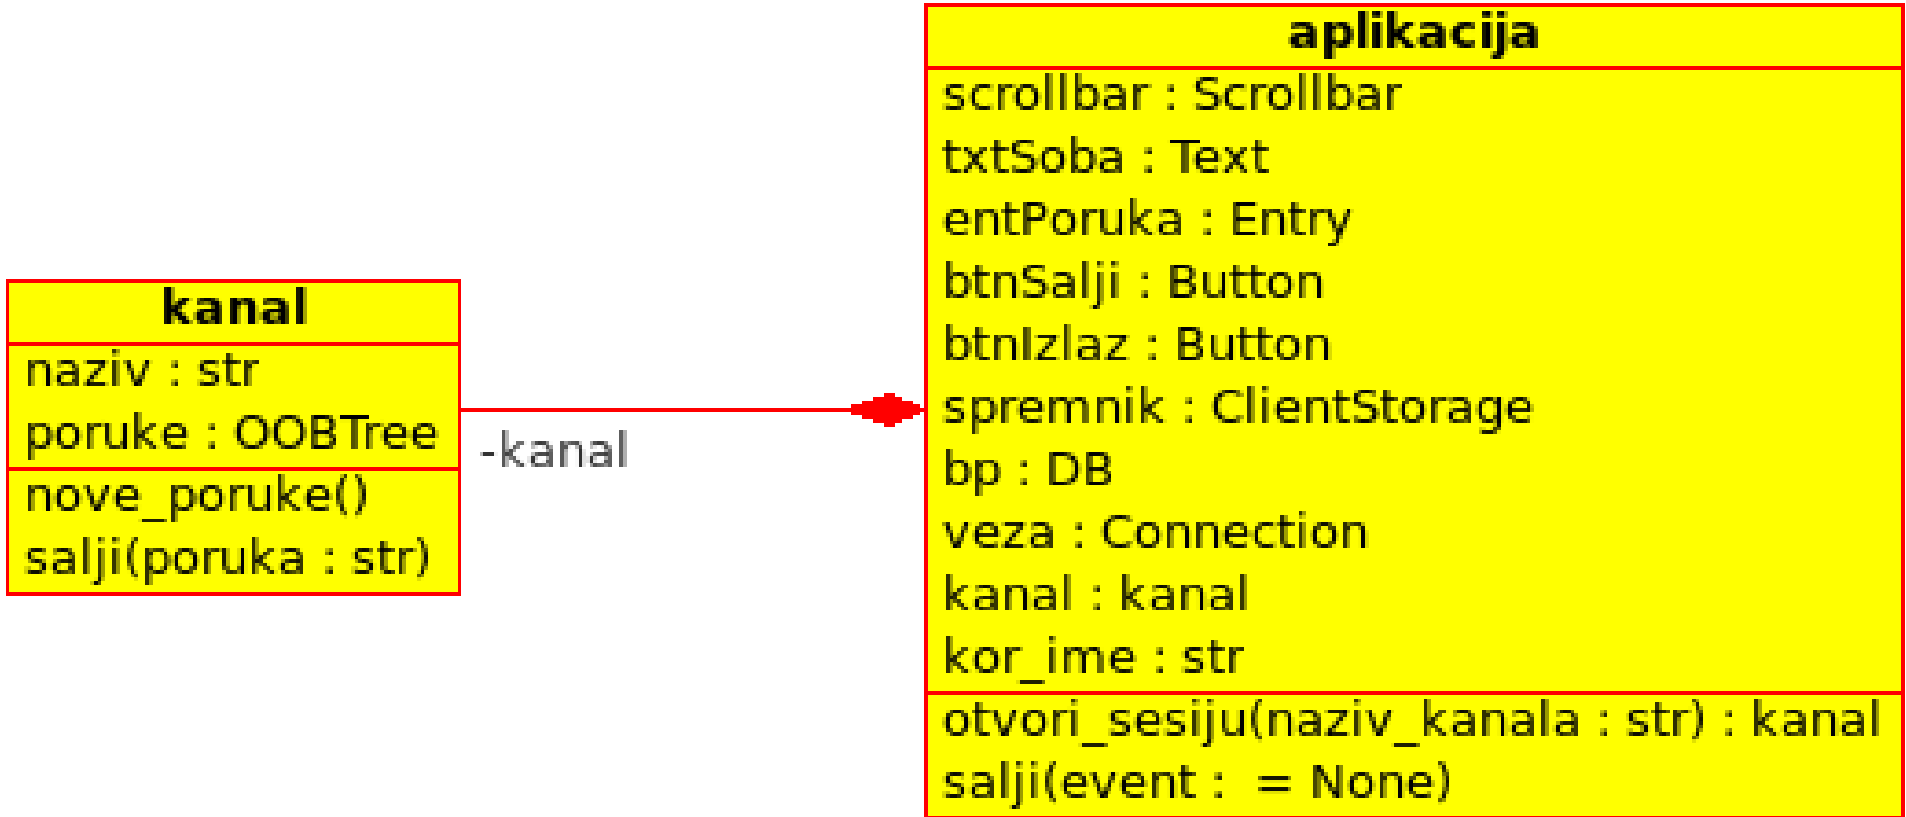 kanal
naziv : str
poruke : OOBTree
nove_poruke()
salji(poruka : str)
-kanal
aplikacija
scrollbar : Scrollbar
txtSoba : Text
entPoruka : Entry
btnSalji : Button
btnIzlaz : Button
spremnik : ClientStorage
bp : DB
veza : Connection
kanal : kanal
kor_ime : str
otvori_sesiju(naziv_kanala : str) : kanal
salji(event :  = None)